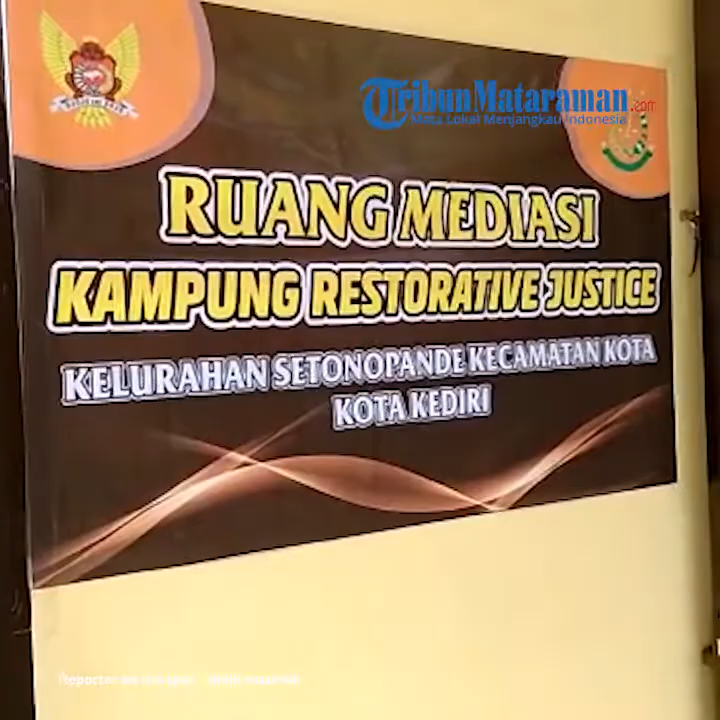 TribunMataraman.com
Mata Lokal Menjangkau Indonesia
RUANG MEDIASI
KAMPUNG RESTORATIVE JUSTICE
KELURAHAN SETONOPANDE KECAMATAN KOTA
KOTA KEDIRI